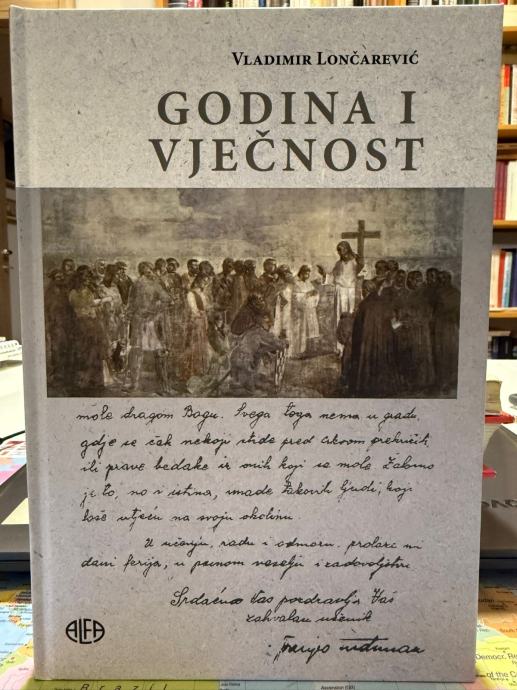 VLADIMIR LONČAREVIĆ
GODINA I
VJEČNOST
mole dragom Bogu. Svega toga nema u gradu,
gdje se čak nekoji stide pred crkvom prekrižiti
ili prave bedake iz onih koji se mole. Žalosno
je to, no i istina, imade takovih ljudi, koji
loše utječu na svoju okolinu.
U učenju, radu i odmoru prolaze mi
dani ferija, u punom veselju i zadovoljstvu.
Srdačno Vas pozdravlja Vaš
zahvalan učenik
Franjo Tuđman
ALFA